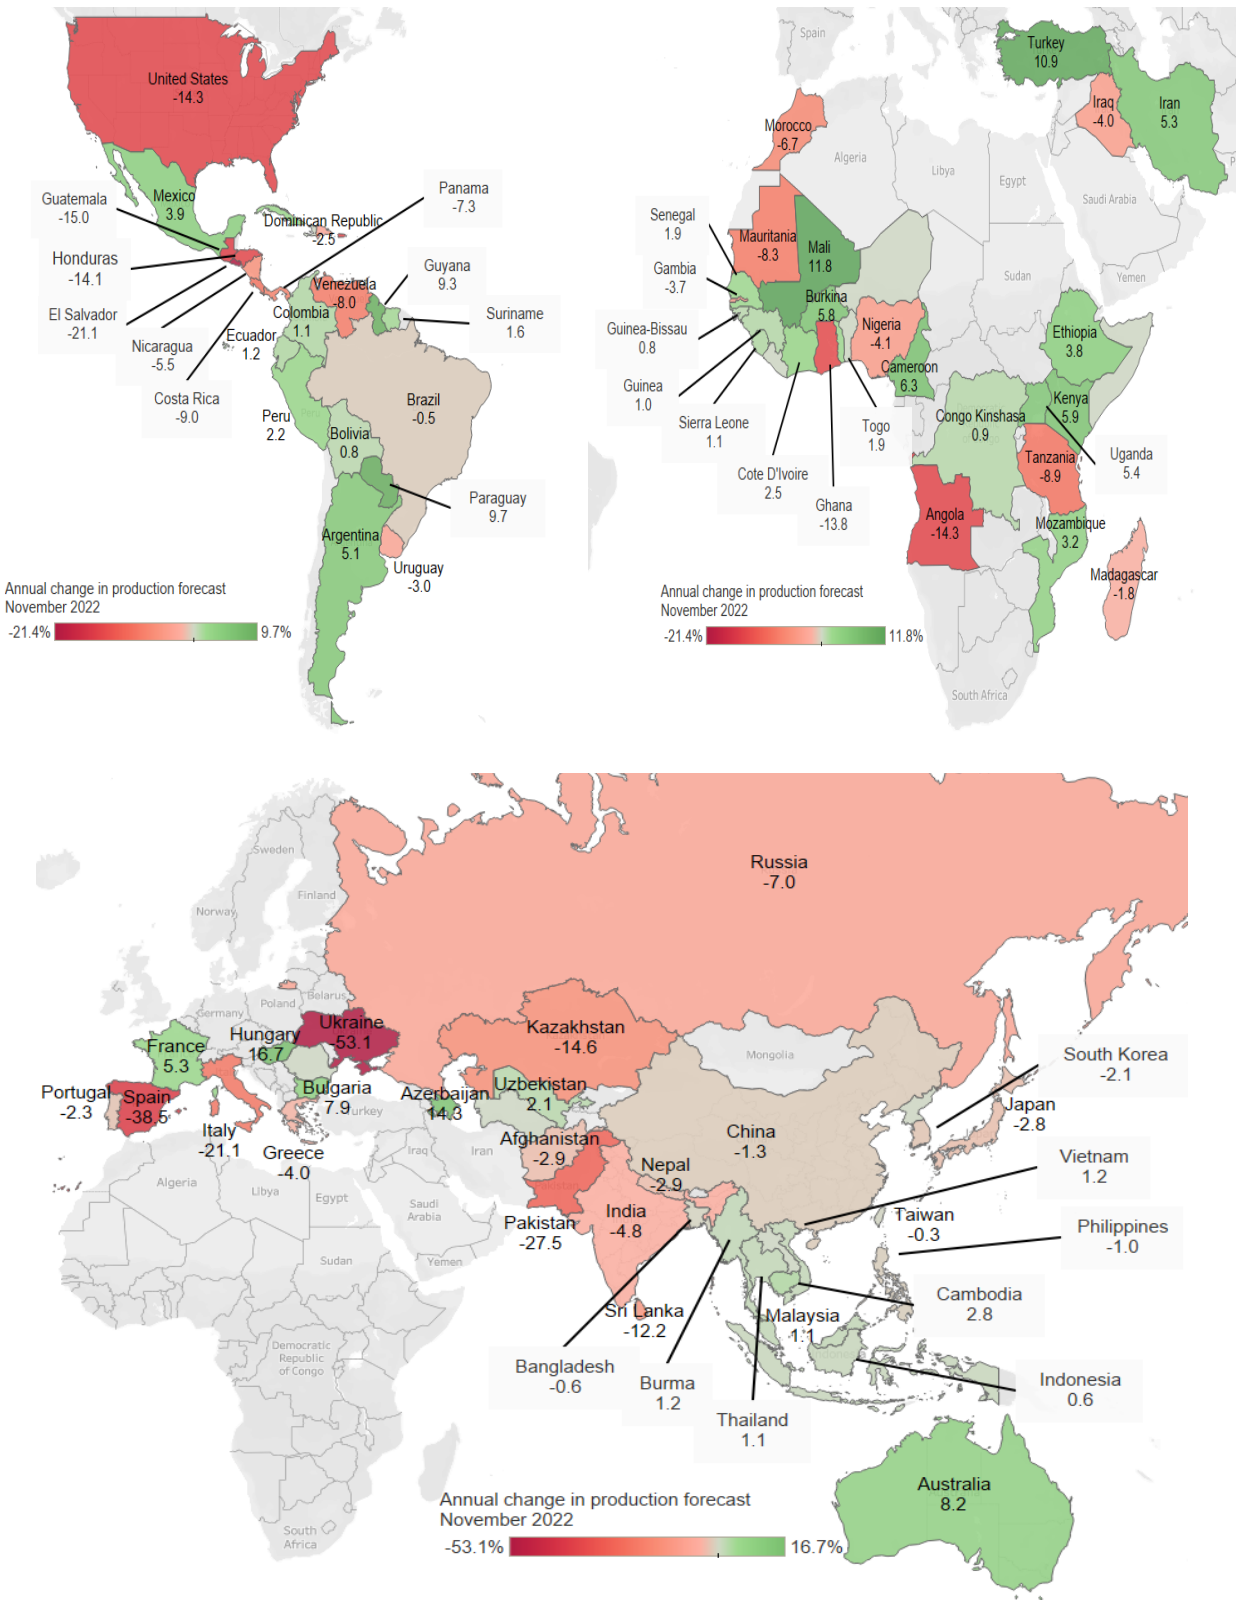 United States
-14.3
Guatemala
-15.0
Mexico
3.9
Dominican Republic
-2.5
Panama
-7.3
Honduras
-14.1
Guyana
9.3
Venezuela
-8.0
El Salvador
-21.1
Colombia
1.1
Suriname
1.6
Nicaragua
-5.5
Ecuador
1.2
Costa Rica
-9.0
Brazil
-0.5
Peru
2.2
Peru
Bolivia
0.8
Paraguay
9.7
Argentina
5.1
Uruguay
-3.0
Annual change in production forecast
November 2022
-21.4%
9.7%
Spain
Turkey
10.9
Iraq
-4.0
Iran
5.3
Morocco
-6.7
Algeria
Libya
Egypt
Saudi Arabia
P
Senegal
1.9
Mauritania
-8.3
Mali
11.8
Sudan
Yemen
Gambia
-3.7
Burkina
5.8
Guinea-Bissau
0.8
Nigeria
-4.1
Ethiopia
3.8
Cameroon
6.3
Guinea
1.0
Sierra Leone
1.1
Togo
1.9
Congo Kinshasa
0.9
Kenya
5.9
Uganda
5.4
Cote D'Ivoire
2.5
Tanzania
-8.9
Ghana
-13.8
Angola
-14.3
Mozambique
3.2
Madagascar
-1.8
South Africa
Annual change in production forecast
November 2022
-21.4%
11.8%
Russia
-7.0
Sweden
Finland
Norway
Poland
Belarus
Germany
Ukraine
-53.1
Hungary
16.7
France
5.3
Kazakhstan
-14.6
Mongolia
South Korea
-2.1
Portugal
-2.3
Spain
-38.5
Bulgaria
7.9
Turkey
Azerbaijan
14.3
Uzbekistan
2.1
Japan
-2.8
Italy
-21.1
Greece
-4.0
Iraq
Iran
Afghanistan
-2.9
China
-1.3
Nepal
-2.9
Vietnam
1.2
Algeria
Libya
Egypt
Saudi
Arabia
Pakistan
-27.5
India
-4.8
Taiwan
-0.3
Philippines
-1.0
Sudan
Yemen
Sri Lanka
-12.2
Malaysia
1.1
Indonesia
Cambodia
2.8
Democratic
Republic
of Congo
Bangladesh
-0.6
Burma
1.2
Thailand
1.1
Indonesia
0.6
Australia
8.2
South
Africa
Annual change in production forecast
November 2022
-53.1%
16.7%